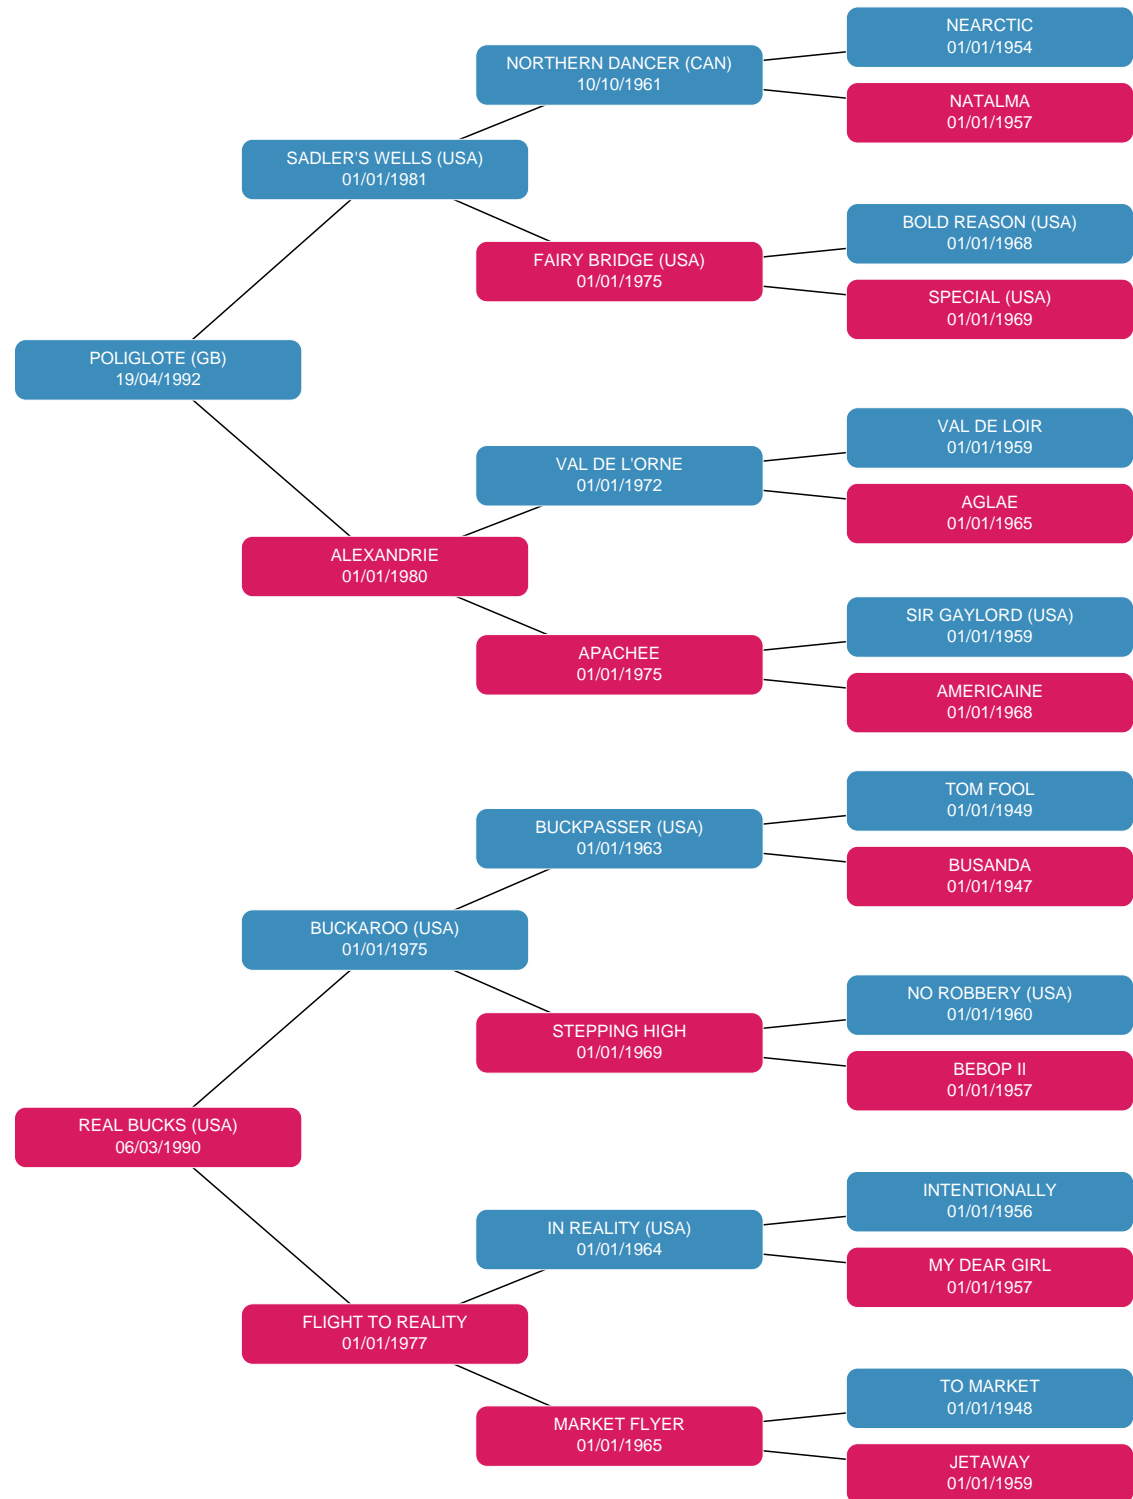 NEARCTIC
01/01/1954
NORTHERN DANCER (CAN)
10/10/1961
NATALMA
01/01/1957
SADLER'S WELLS (USA)
01/01/1981
BOLD REASON (USA)
01/01/1968
FAIRY BRIDGE (USA)
01/01/1975
SPECIAL (USA)
01/01/1969
POLIGLOTE (GB)
19/04/1992
VAL DE LOIR
01/01/1959
VAL DE L'ORNE
01/01/1972
AGLAE
01/01/1965
ALEXANDRIE
01/01/1980
SIR GAYLORD (USA)
01/01/1959
APACHEE
01/01/1975
AMERICAINE
01/01/1968
TOM FOOL
01/01/1949
BUCKPASSER (USA)
01/01/1963
BUSANDA
01/01/1947
BUCKAROO (USA)
01/01/1975
NO ROBBERY (USA)
01/01/1960
STEPPING HIGH
01/01/1969
BEBOP II
01/01/1957
REAL BUCKS (USA)
06/03/1990
INTENTIONALLY
01/01/1956
IN REALITY (USA)
01/01/1964
MY DEAR GIRL
01/01/1957
FLIGHT TO REALITY
01/01/1977
TO MARKET
01/01/1948
MARKET FLYER
01/01/1965
JETAWAY
01/01/1959